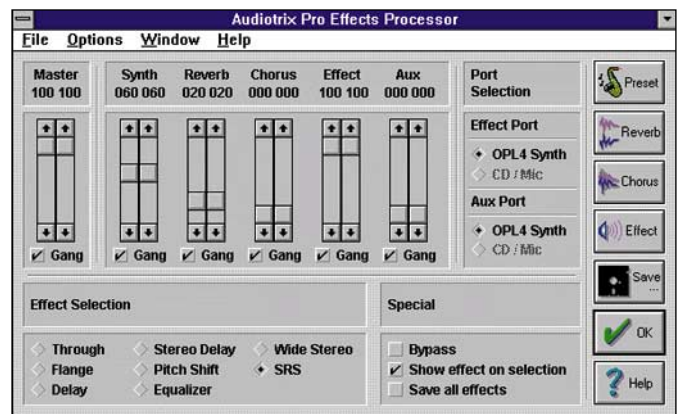 Audiotrix Pro Effects Processor
File Options Window Help
Master Synth Reverb Chorus Effect Aux
100 100 060 060 020 020 000 000 100 100 000 000
Port
Selection
Effect Port
OPL4 Synth
CD / Mic
Aux Port
OPL4 Synth
CD / Mic
Gang Gang Gang Gang Gang Gang
Effect Selection
Through Stereo Delay Wide Stereo
Flange Pitch Shift SRS
Delay Equalizer
Special
Bypass
Show effect on selection
Save all effects
Preset
Reverb
Chorus
Effect
Save
...
OK
Help